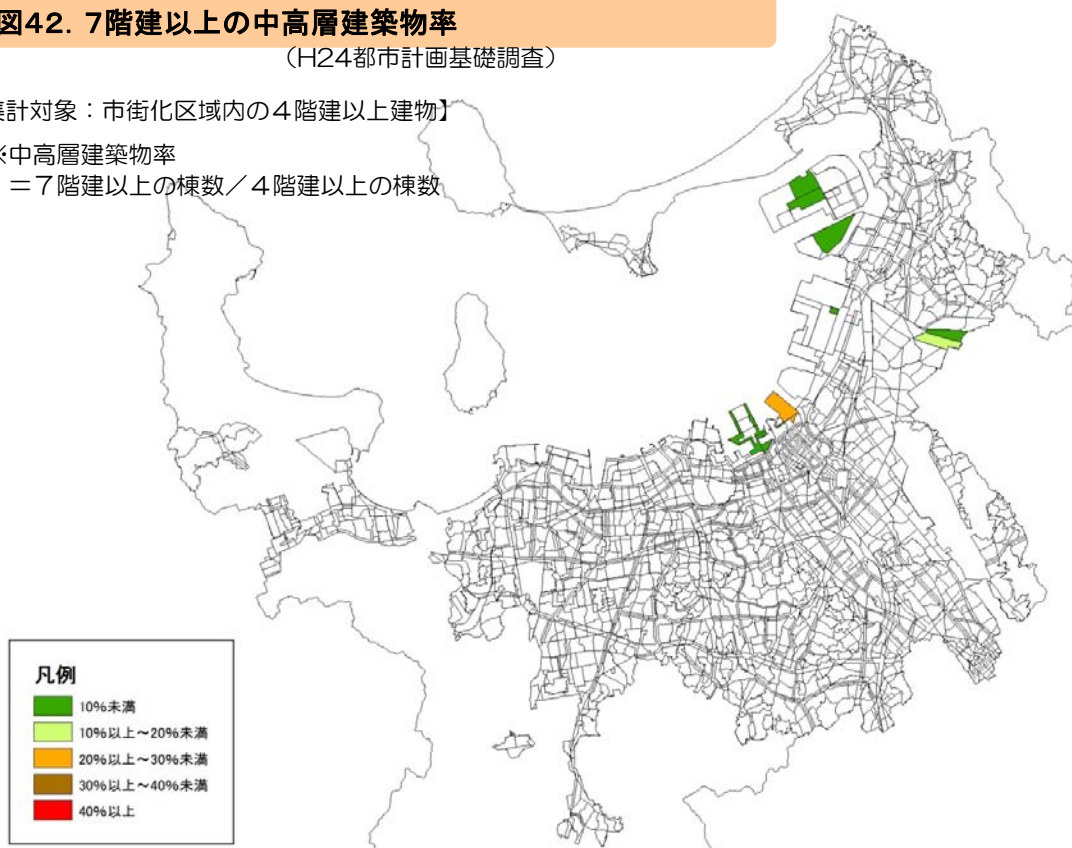 図42. 7階建以上の中高層建築物率
（H24都市計画基礎調査）
集計対象：市街化区域内の４階建以上建物】
※中高層建築物率
＝７階建以上の棟数／４階建以上の棟数
凡例
10%未満
10%以上～20%未満
20%以上～30%未満
30%以上～40%未満
40%以上